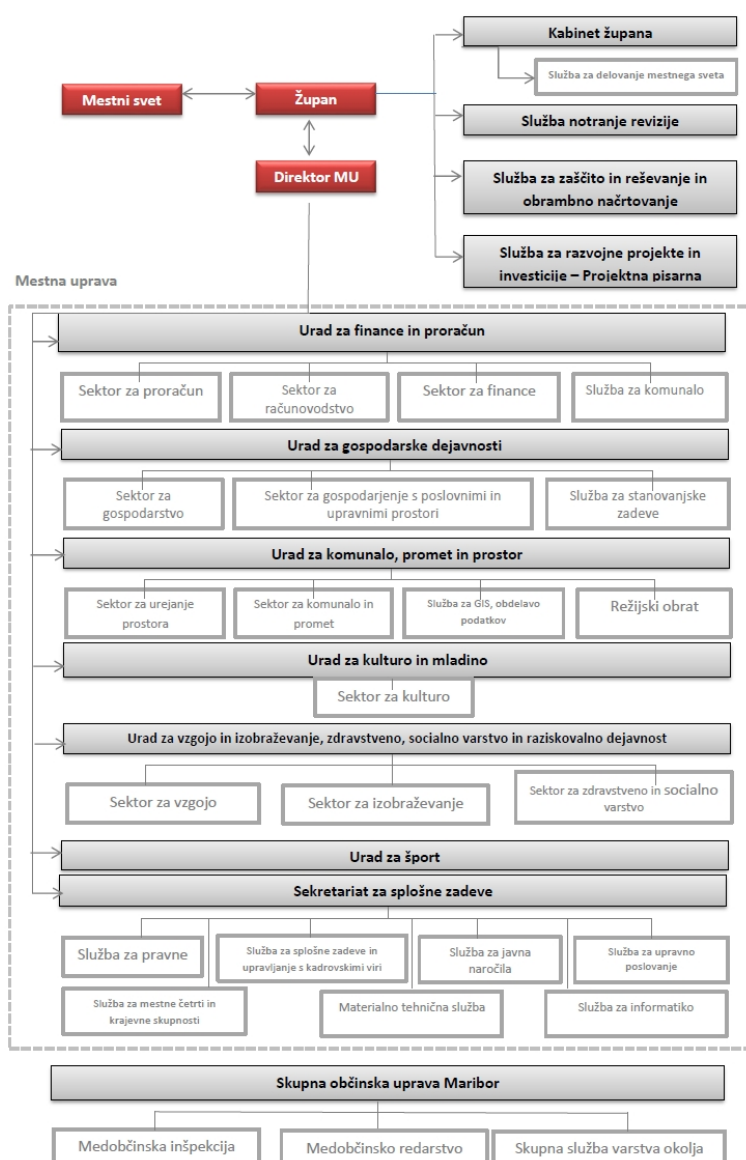 Kabinet župana
Služba za delovanje mestnega sveta
Mestni svet
Župan
Služba notranje revizije
Direktor MU
Služba za zaščito in reševanje in
obrambno načrtovanje
Služba za razvojne projekte in
investicije – Projektna pisarna
Mestna uprava
Urad za finance in proračun
Sektor za proračun
Sektor za
računovodstvo
Sektor za finance
Služba za komunalo
Urad za gospodarske dejavnosti
Sektor za
gospodarstvo
Sektor za gospodarjenje s poslovnimi in
upravnimi prostori
Služba za stanovanjske
zadeve
Urad za komunalo, promet in prostor
Sektor za urejanje
prostora
Sektor za komunalo in
promet
Služba za GIS, obdelavo
podatkov
Režijski obrat
Urad za kulturo in mladino
Sektor za kulturo
Urad za vzgojo in izobraževanje, zdravstveno, socialno varstvo in raziskovalno dejavnost
Sektor za vzgojo
Sektor za izobraževanje
Sektor za zdravstveno in socialno
varstvo
Urad za šport
Sekretariat za splošne zadeve
Služba za pravne
Služba za splošne zadeve in
upravljanje s kadrovskimi viri
Služba za javna
naročila
Služba za upravno
poslovanje
Služba za mestne četrti in
krajevne skupnosti
Materialno tehnična služba
Služba za informatiko
Skupna občinska uprava Maribor
Medobčinska inšpekcija
Medobčinsko redarstvo
Skupna služba varstva okolja